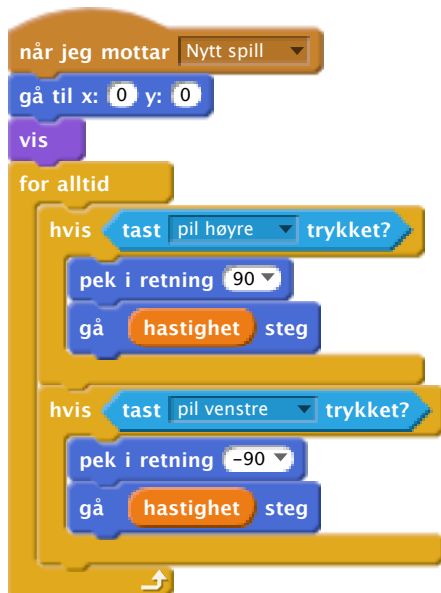 når jeg mottar Nytt spill
gå til x: 0 y: 0
vis
for alltid
hvis tast pil høyre trykket?
pek i retning 90
gå hastighet steg
hvis tast pil venstre trykket?
pek i retning -90
gå hastighet steg